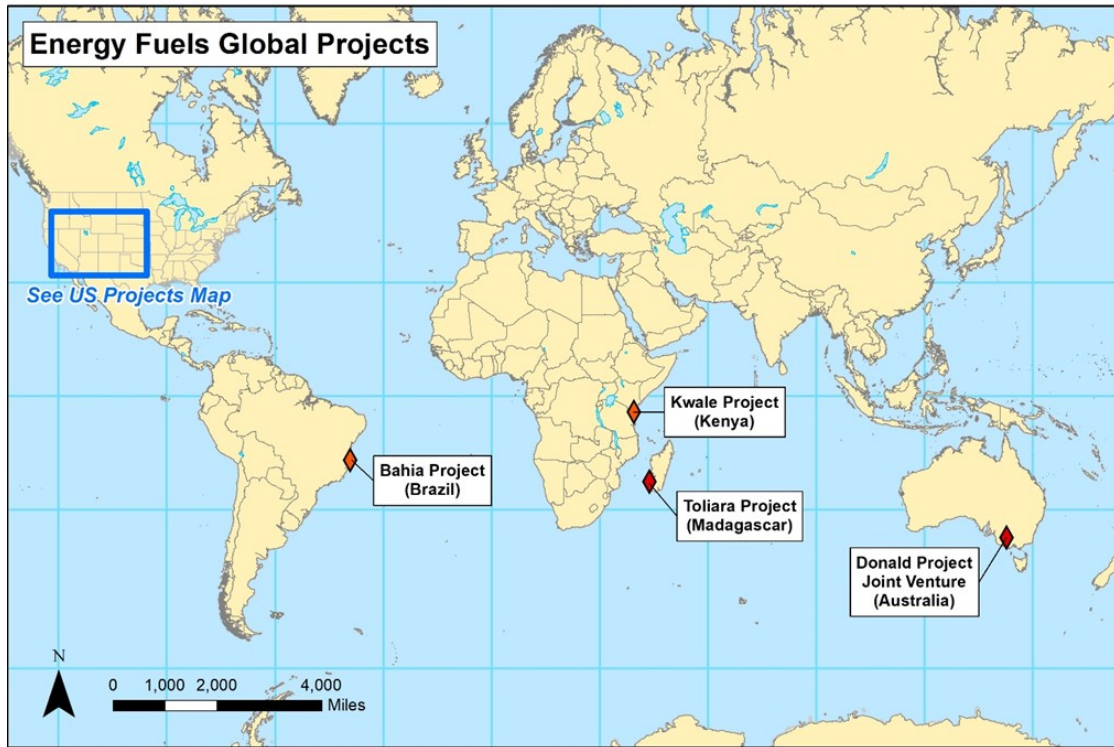 Energy Fuels Global Projects
See US Projects Map
Kwale Project
(Kenya)
Bahia Project
(Brazil)
Toliara Project
(Madagascar)
Donald Project
Joint Venture
(Australia)
N
0 1,000 2,000 4,000
Miles